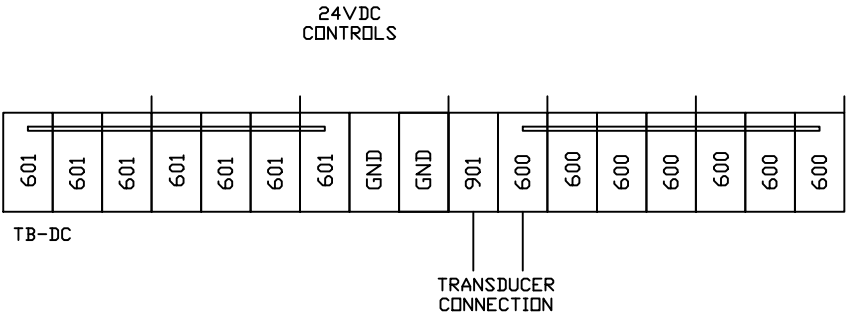 24VDC
CONTROLS
601 601 601 601 601 601 601 GND GND 901 600 600 600 600 600 600 600
TB-DC
TRANSDUCER
CONNECTION